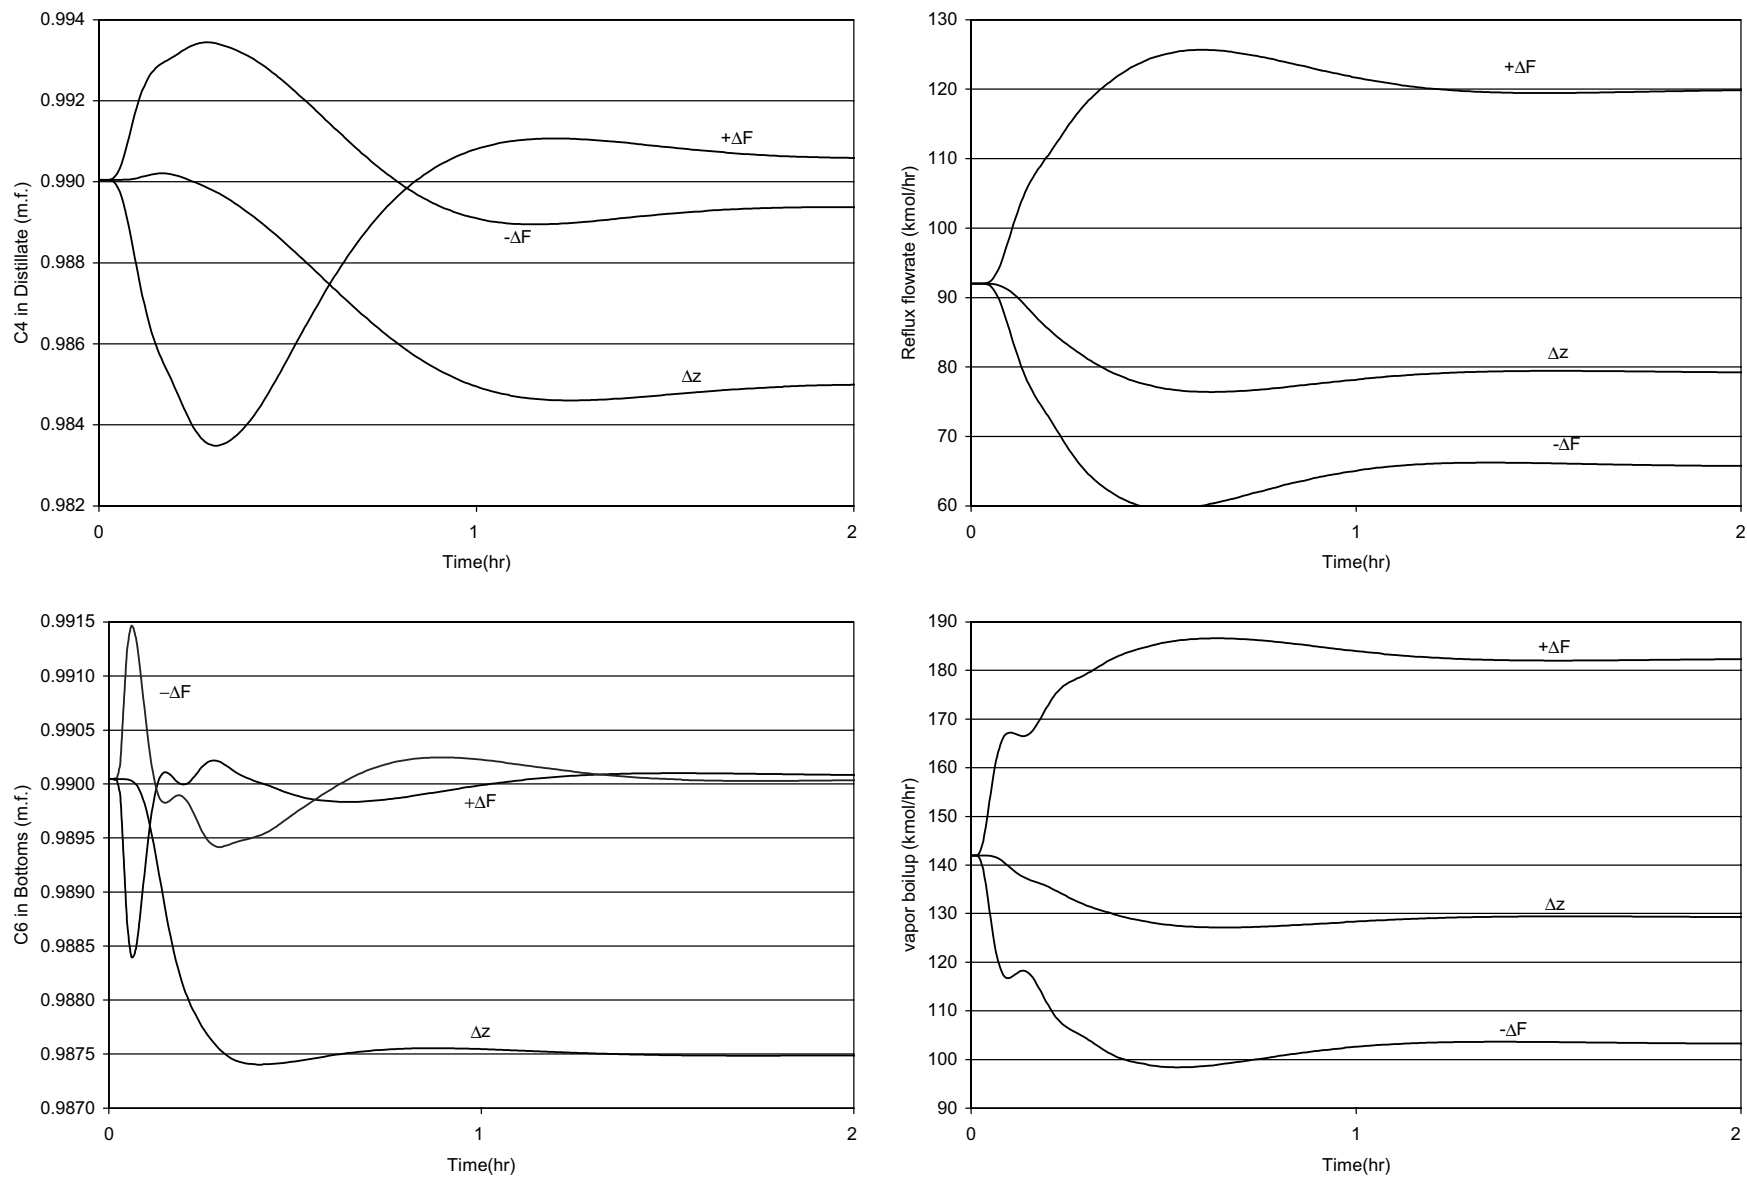 0.994
0.992
0.990
0.988
0.986
0.984
0.982
C4 in Distillate (m.f.)
+ΔF
-ΔF
Δz
0
1
2
Time(hr)
130
120
110
100
90
80
70
60
Reflux flowrate (kmol/hr)
+ΔF
Δz
-ΔF
0
1
2
Time(hr)
0.9915
0.9910
0.9905
0.9900
0.9895
0.9890
0.9885
0.9880
0.9875
0.9870
C6 in Bottoms (m.f.)
−ΔF
+ΔF
Δz
0
1
2
Time(hr)
190
180
170
160
150
140
130
120
110
100
90
vapor boilup (kmol/hr)
+ΔF
Δz
-ΔF
0
1
2
Time(hr)